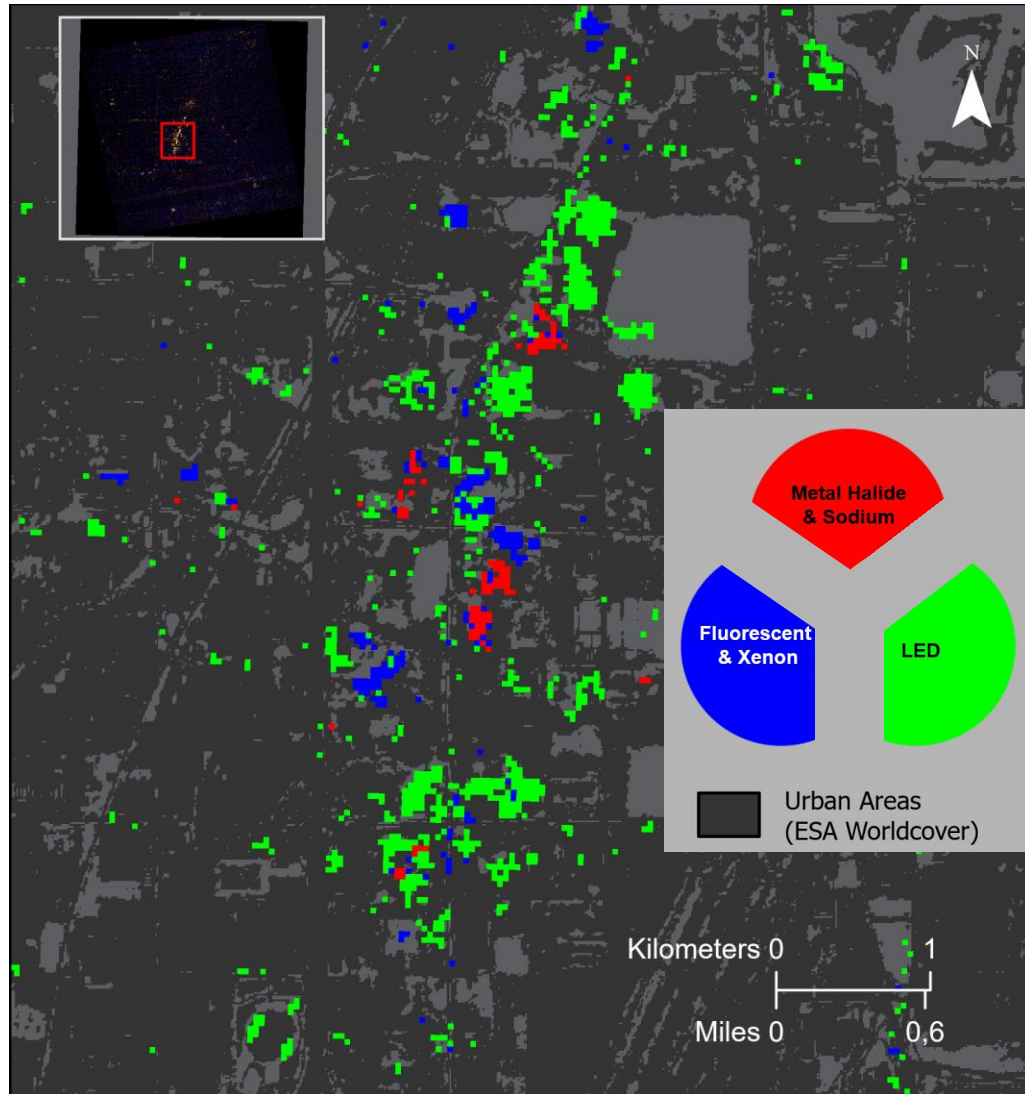 N
Metal Halide
& Sodium
Fluorescent
& Xenon
LED
Urban Areas
(ESA Worldcover)
Kilometers 0 1
Miles 0 0,6